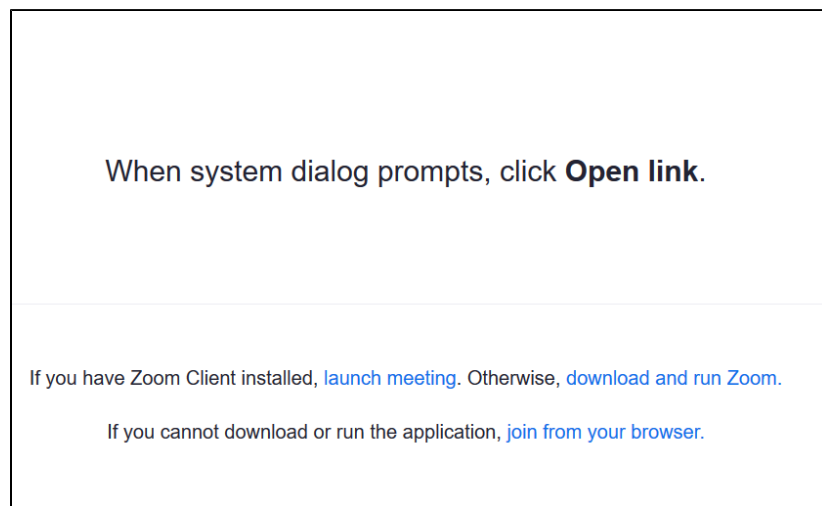 When system dialog prompts, click Open link.
If you have Zoom Client installed, launch meeting. Otherwise, download and run Zoom.
If you cannot download or run the application, join from your browser.